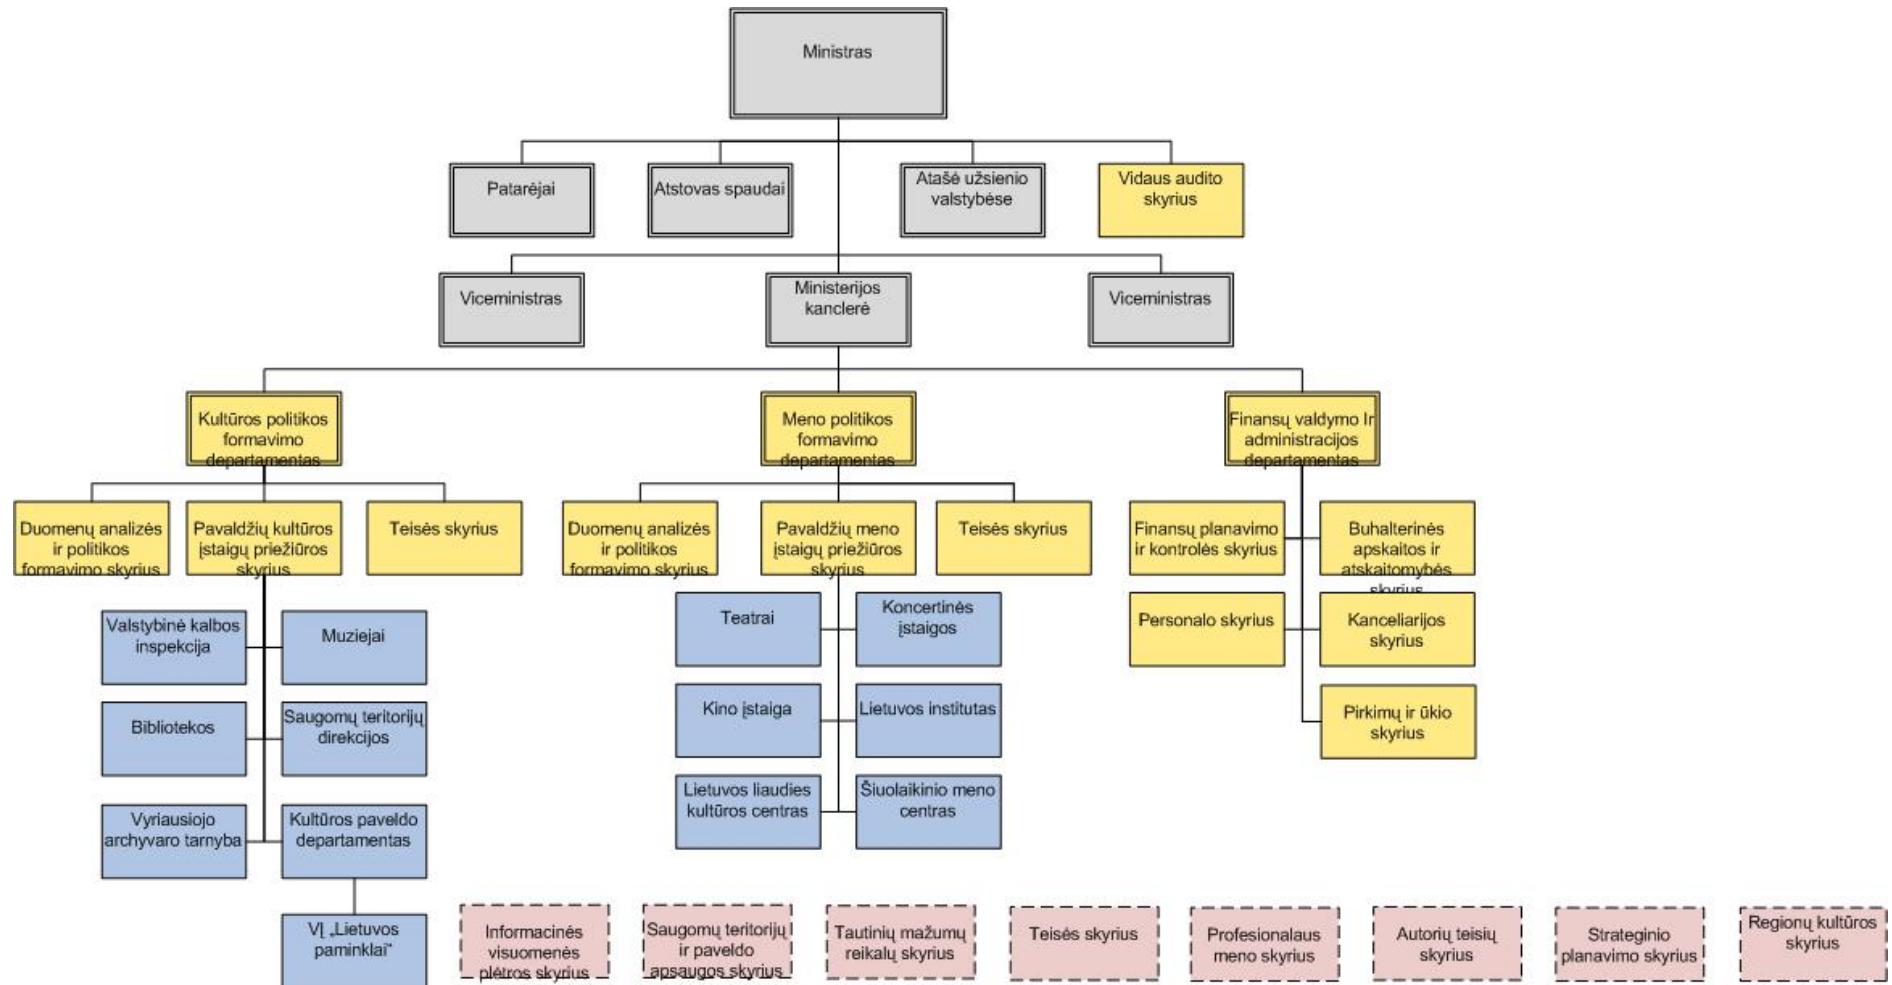 Ministras
Patarėjai
Atstovas spaudai
Atašė užsienio
valstybėse
Vidaus audito
skyrius
Viceministras
Ministerijos
kanclerė
Viceministras
Kultūros politikos
formavimo
departamentas
Meno politikos
formavimo
departamentas
Finansų valdymo Ir
administracijos
departamentas
Duomenų analizės
ir politikos
formavimo skyrius
Pavaldžių kultūros
įstaigų priežiūros
skyrius
Teisės skyrius
Duomenų analizės
ir politikos
formavimo skyrius
Pavaldžių meno
įstaigų priežiūros
skyrius
Teisės skyrius
Finansų planavimo
ir kontrolės skyrius
Buhalterinės
apskaitos ir
atskaitomybės
skyrius
Valstybinė kalbos
inspekcija
Muziejai
Teatrai
Koncertinės
įstaigos
Personalo skyrius
Kanceliarijos
skyrius
Bibliotekos
Saugomų teritorijų
direkcijos
Kino įstaiga
Lietuvos institutas
Pirkimų ir ūkio
skyrius
Vyriausiojo
archyvaro tarnyba
Kultūros paveldo
departamentas
Lietuvos liaudies
kultūros centras
Šiuolaikinio meno
centras
VĮ „Lietuvos
paminklai“
Informacinės
visuomenės
plėtros skyrius
Saugomų teritorijų
ir paveldo
apsaugos skyrius
Tautinių mažumų
reikalų skyrius
Teisės skyrius
Profesionalaus
meno skyrius
Autorių teisių
skyrius
Strateginio
planavimo skyrius
Regionų kultūros
skyrius